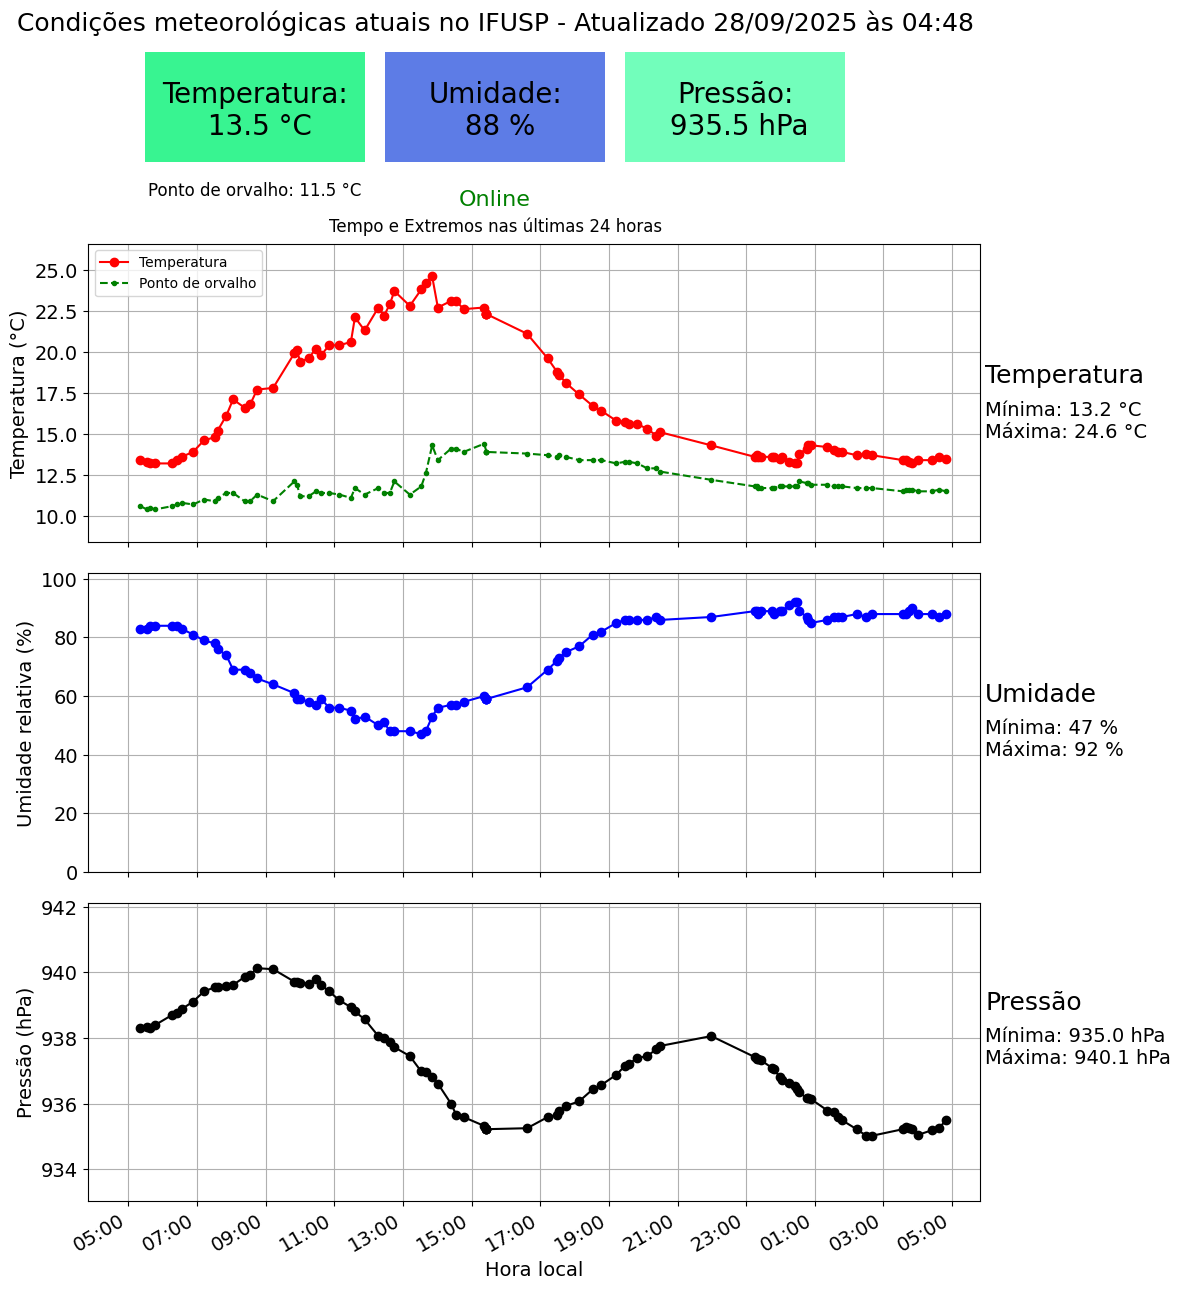 Condições meteorológicas atuais no IFUSP - Atualizado 28/09/2025 às 04:48
Temperatura:
13.5 °C
Umidade:
88 %
Pressão:
935.5 hPa
Ponto de orvalho: 11.5 °C
Online
Tempo e Extremos nas últimas 24 horas
Temperatura
Ponto de orvalho
Temperatura (°C)
25.0
22.5
20.0
17.5
15.0
12.5
10.0
Temperatura
Mínima: 13.2 °C
Máxima: 24.6 °C
Umidade relativa (%)
100
80
60
40
20
0
Umidade
Mínima: 47 %
Máxima: 92 %
Pressão (hPa)
942
940
938
936
934
Pressão
Mínima: 935.0 hPa
Máxima: 940.1 hPa
05:00 07:00 09:00 11:00 13:00 15:00 17:00 19:00 21:00 23:00 01:00 03:00 05:00
Hora local